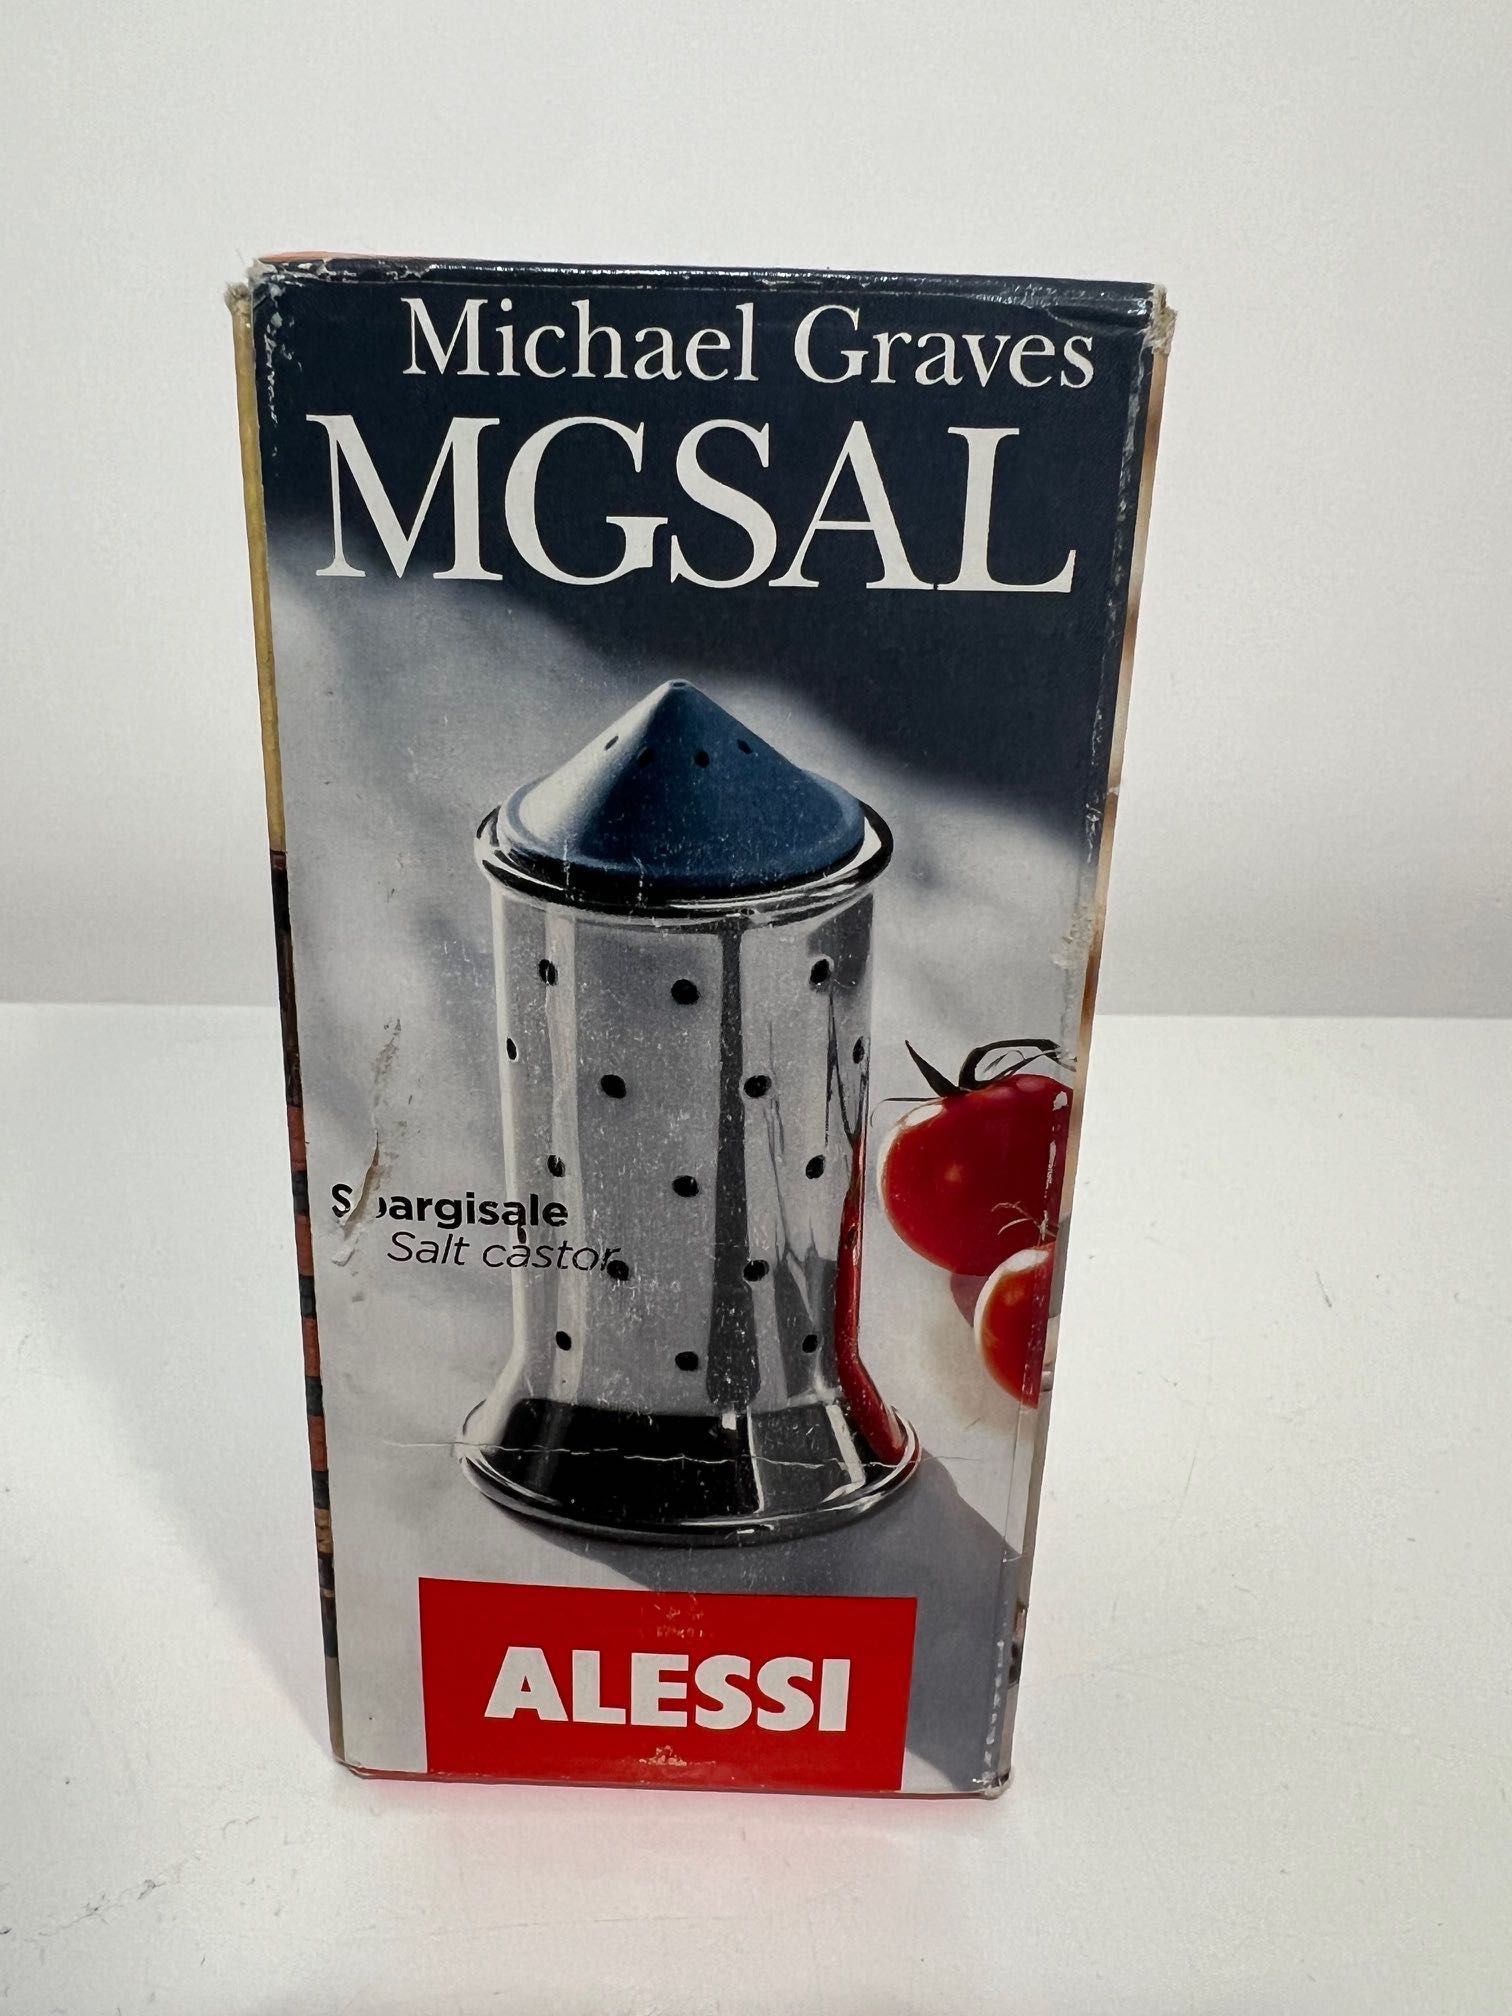 Michael Graves
MGSAL
Spargisale
Salt castor
ALESSI